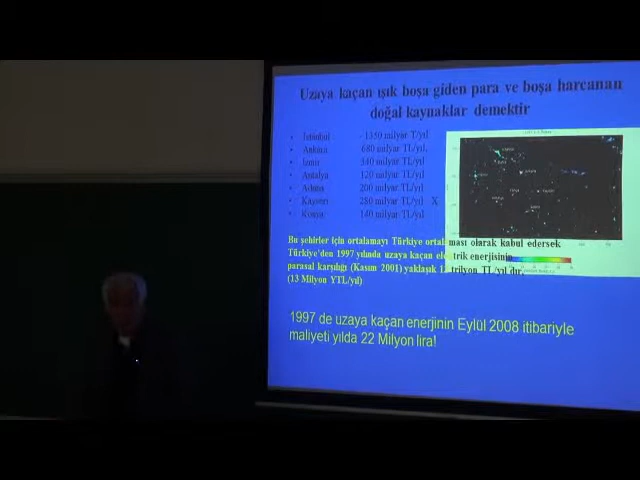 Uzaya kaçan ışık boşa giden para ve boşa harcanan
doğal kaynaklar demektir
• İstanbul - 1350 milyar T/yıl
• Ankara 680 milyar TL/yıl.
• İzmir 340 milyar TL/yıl
• Antalya 120 milyar TL/yıl
• Adana 200 milyar TL/yıl
• Kayseri 280 milyar TL/yıl X
• Konya 140 milyar TL/yıl
Bu şehirler için ortalamayı Türkiye ortalaması olarak kabul edersek
Türkiye'den 1997 yılında uzaya kaçan elektrik enerjisinin
parasal karşılığı (Kasım 2001) yaklaşık trilyon TL/yıl dır.
(13 Milyon YTL/yıl)
1997 de uzaya kaçan enerjinin Eylül 2008 itibariyle
maliyeti yılda 22 Milyon lira!